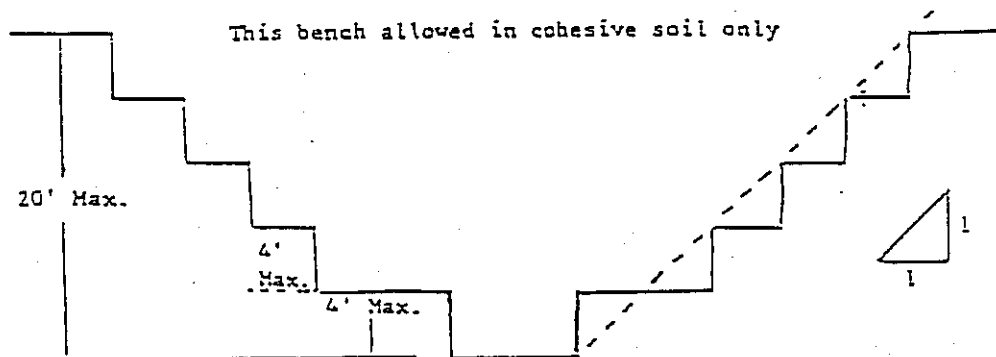 This bench allowed in cohesive soil only
20' Max.
4'
Max.
4' Max.
1
1